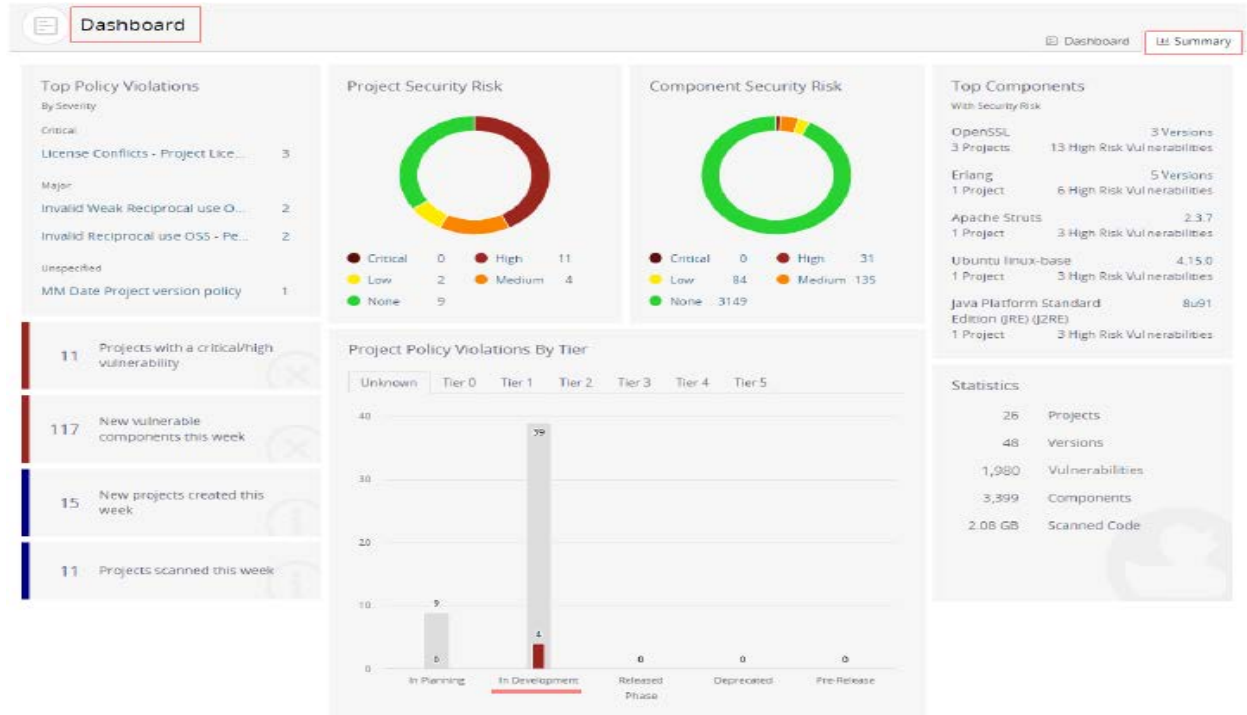 Dashboard
Dashboard
Summary
Top Policy Violations
By Severity
Critical
License Conflicts - Project Lice... 3
Major
Invalid Weak Reciprocal use O... 2
Invalid Reciprocal use OSS - Pe... 2
Unspecified
MM Date Project version policy 1
11 Projects with a critical/high
vulnerability
117 New vulnerable
components this week
15 New projects created this
week
11 Projects scanned this week
Project Security Risk
Critical 0 High 11
Low 2 Medium 4
None 9
Component Security Risk
Critical 0 High 31
Low 84 Medium 135
None 3149
Project Policy Violations By Tier
Unknown Tier 0 Tier 1 Tier 2 Tier 3 Tier 4 Tier 5
40
39
30
20
10
9
4
0 0 0 0
0
In Planning In Development Released Deprecated Pre-Release
Phase
Top Components
With Security Risk
OpenSSL 3 Versions
3 Projects 13 High Risk Vulnerabilities
Erlang 5 Versions
1 Project 6 High Risk Vulnerabilities
Apache Struts 2.3.7
1 Project 3 High Risk Vulnerabilities
Ubuntu linux-base 4.15.0
1 Project 3 High Risk Vulnerabilities
Java Platform Standard 8u91
Edition (JRE) (J2RE)
1 Project 3 High Risk Vulnerabilities
Statistics
26 Projects
48 Versions
1,980 Vulnerabilities
3,399 Components
2.08 GB Scanned Code